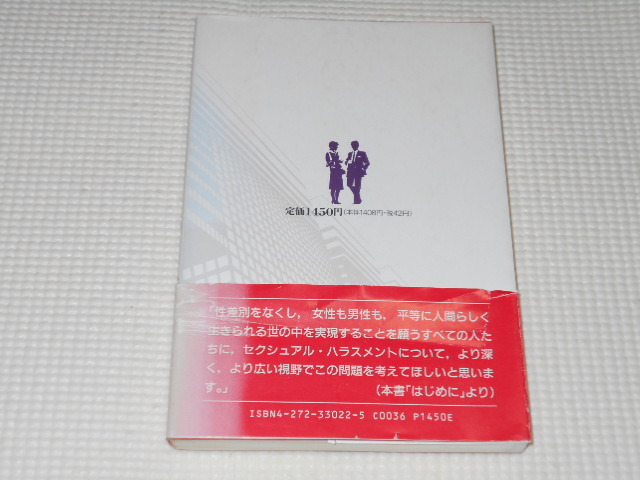 定価1450円(本体1408円・税42円)
「性差別をなくし、女性も男性も、平等に人間らしく
生きられる世の中を実現することを願うすべての人た
ちに、セクシュアル・ハラスメントについて、より深
く、より広い視野でこの問題を考えてほしいと思いま
す。」 (本書「はじめに」より)
ISBN4-272-33022-5 C0036 P1450E